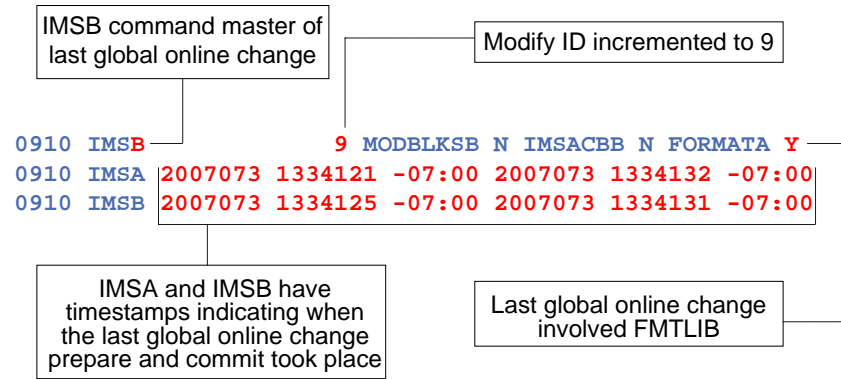 IMSB command master of
last global online change
Modify ID incremented to 9
0910 IMSB 9 MODBLKSB N IMSACBB N FORMATA Y
0910 IMSA 2007073 1334121 -07:00 2007073 1334132 -07:00
0910 IMSB 2007073 1334125 -07:00 2007073 1334131 -07:00
IMSA and IMSB have
timestamps indicating when
the last global online change
prepare and commit took place
Last global online change
involved FMTLIB